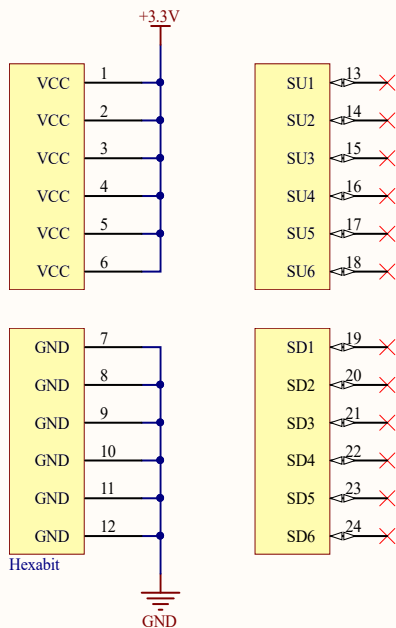 +3.3V
VCC 1
VCC 2
VCC 3
VCC 4
VCC 5
VCC 6
SU1 13
SU2 14
SU3 15
SU4 16
SU5 17
SU6 18
GND 7
GND 8
GND 9
GND 10
GND 11
GND 12
Hexabit
GND
SD1 19
SD2 20
SD3 21
SD4 22
SD5 23
SD6 24